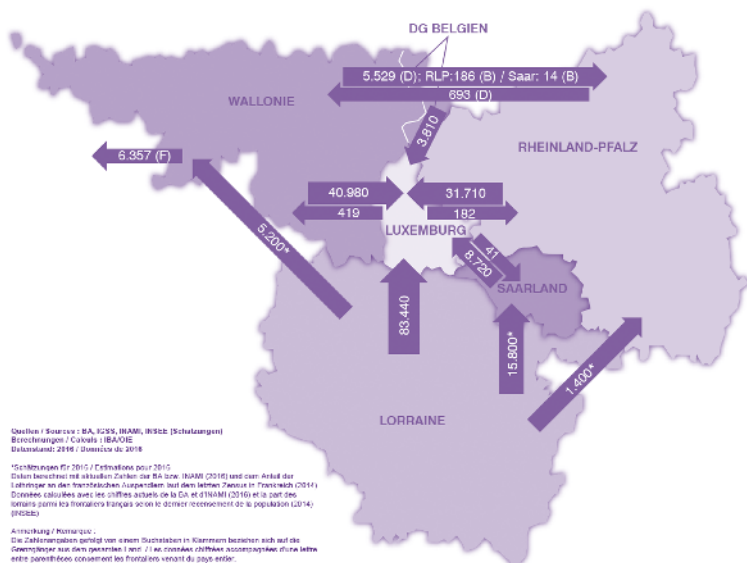 DG BELGIEN
5.529 (D); RLP:186 (B) / Saar: 14 (B)
WALLONIE
693 (D)
3.810
RHEINLAND-PFALZ
6.357 (F)
40.980
31.710
419
182
LUXEMBURG
5.200*
41
8.720
SAARLAND
83.440
15.800*
1.400*
LORRAINE
Quellen / Sources : BA, IGSS, INAMI, INSEE (Schätzungen)
Berechnungen / Calculs : IBA/OIE
Datenstand: 2016 / Données de 2016
*Schätzungen für 2016 / Estimations pour 2016
Daten berechnet mit aktuellen Zahlen der BA bzw. INAMI (2016) und dem Anteil der
Lothringer an den französischen Auspendlern laut dem letzten Zensus in Frankreich (2014)
Données calculées avec les chiffres actuels de la BA et d'INAMI (2016) et la part des
lorrains parmi les frontaliers français selon le dernier recensement de la population (2014)
(INSEE)
Anmerkung / Remarque :
Die Zahlenangaben gefolgt von einem Buchstaben in Klammern beziehen sich auf die
Grenzgänger aus dem gesamten Land. / Les données chiffrées accompagnées d'une lettre
entre parenthèses concernent les frontaliers venant du pays entier.